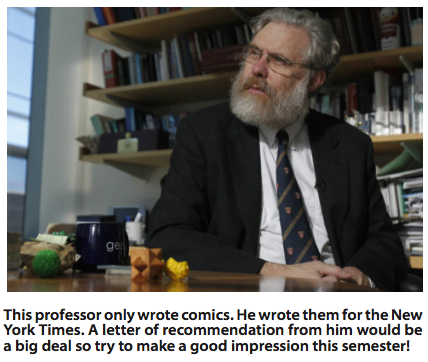 ge
This professor only wrote comics. He wrote them for the New
York Times. A letter of recommendation from him would be
a big deal so try to make a good impression this semester!